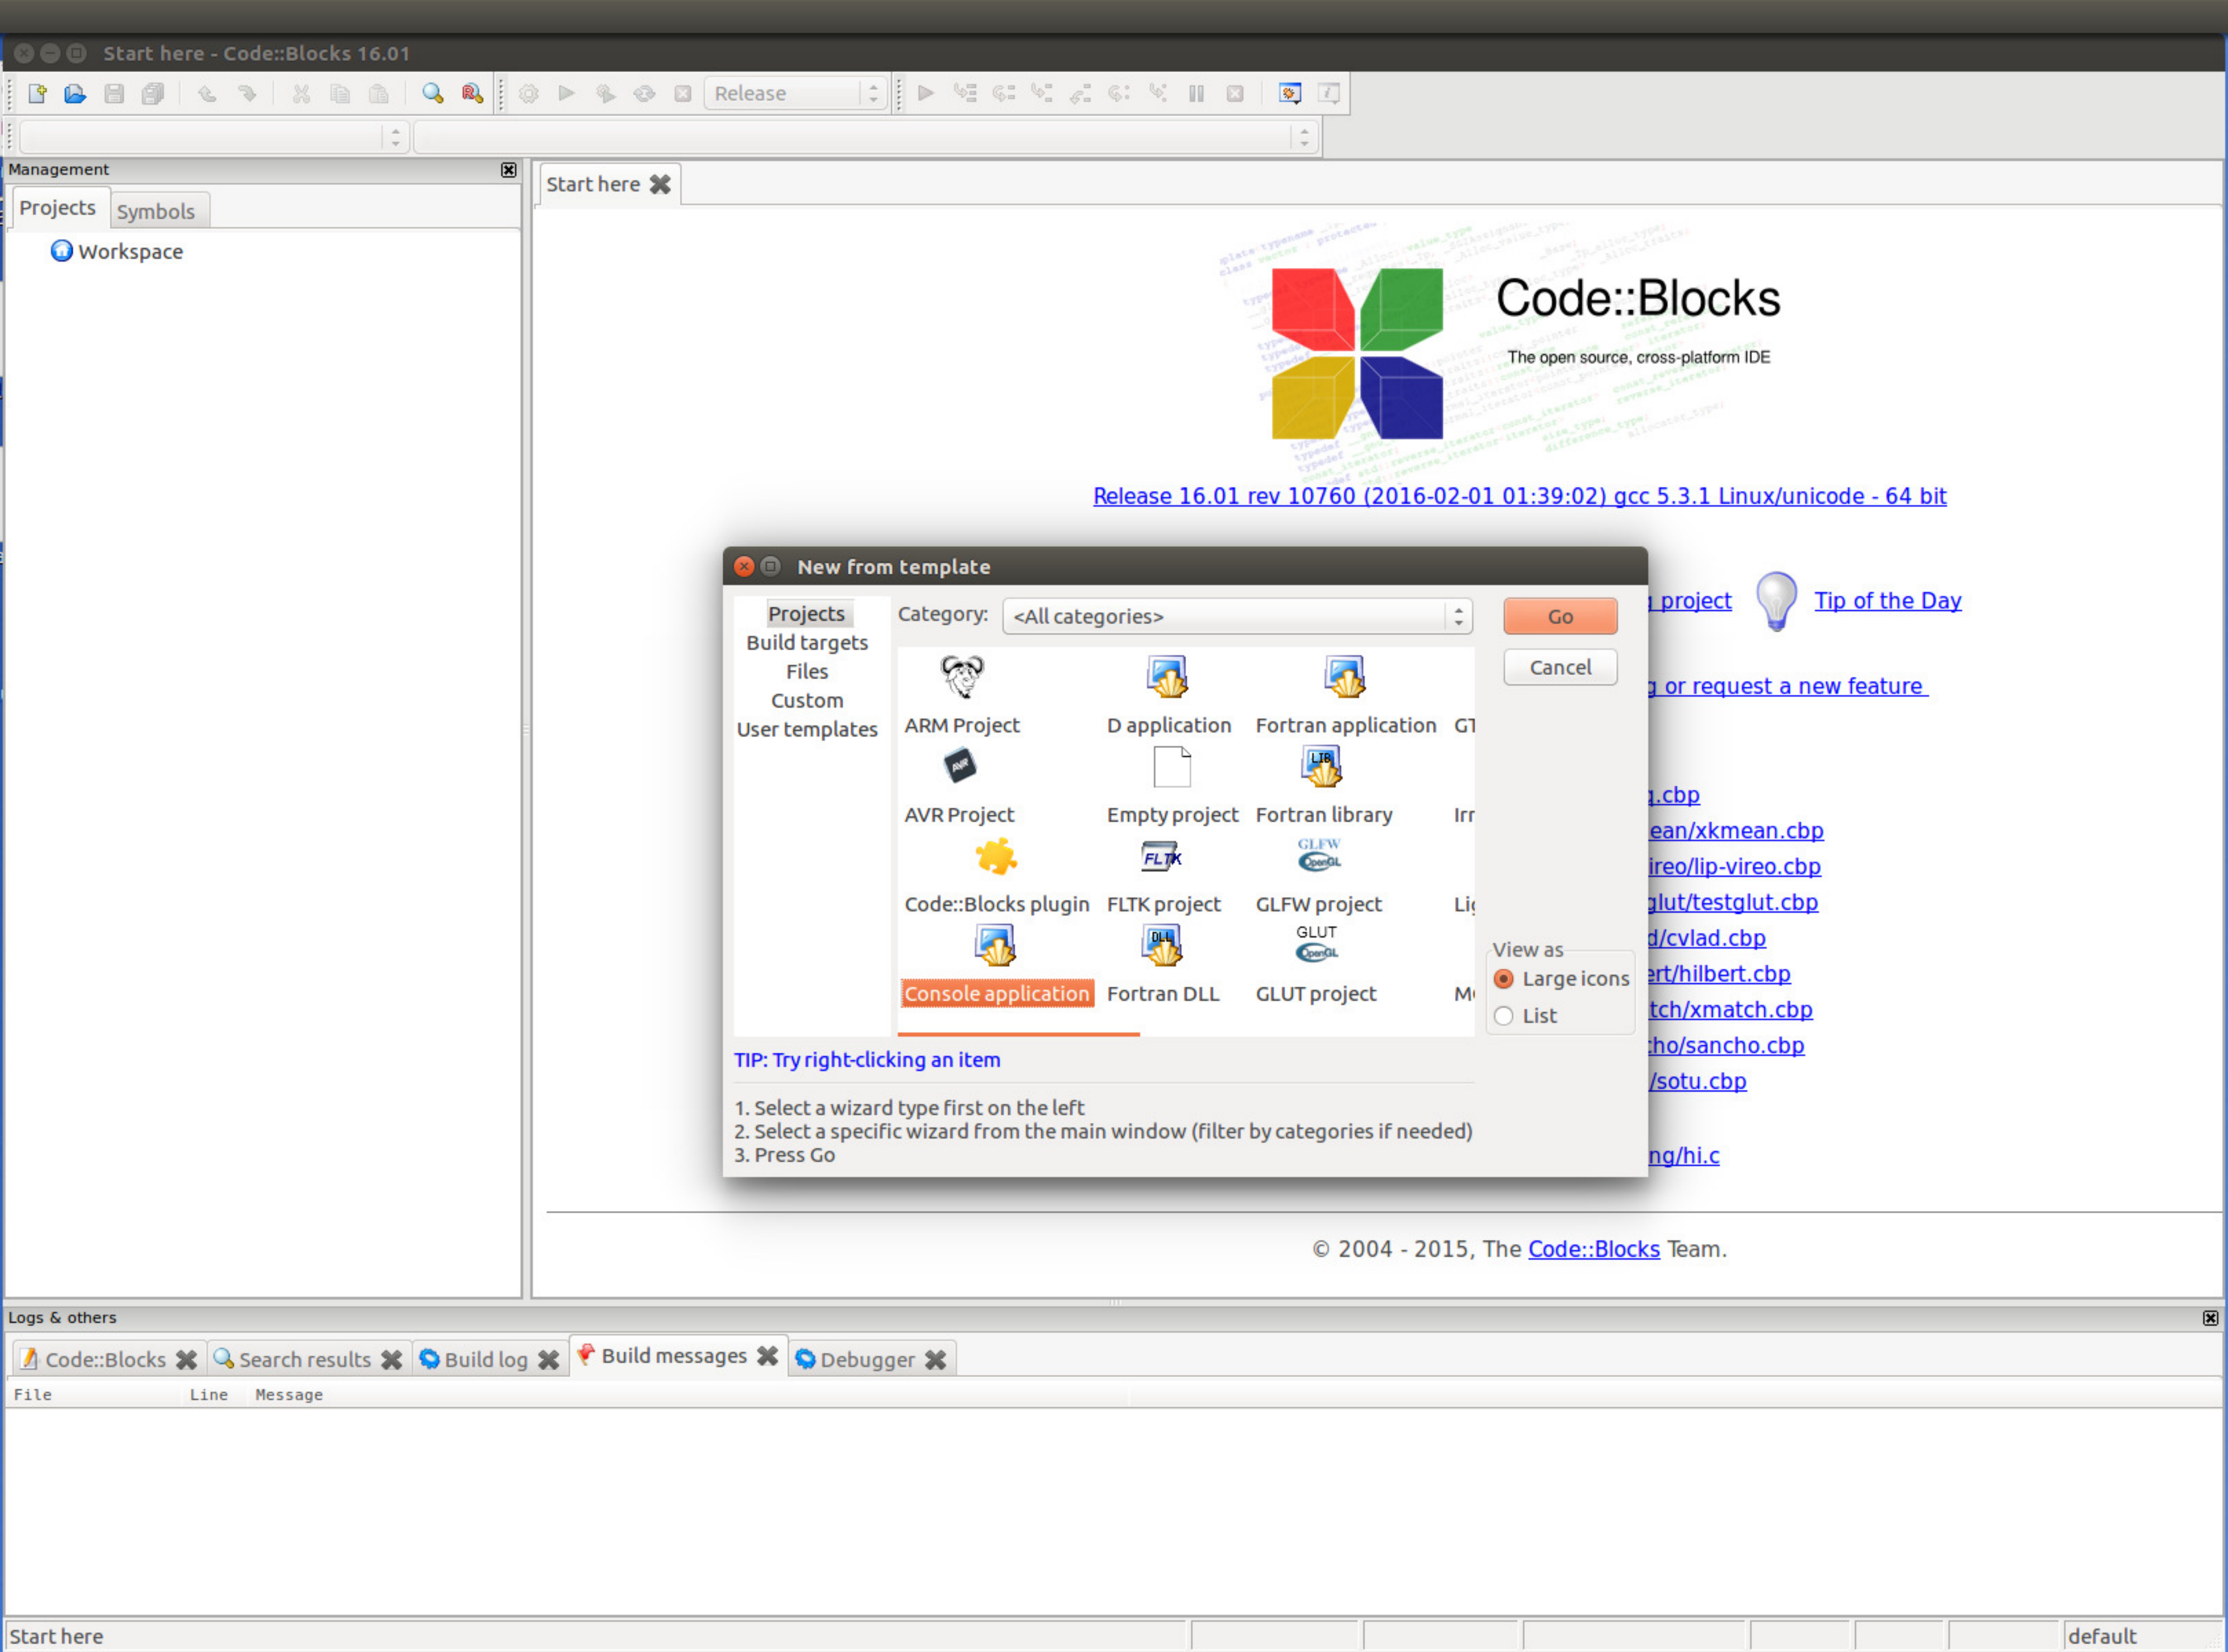 Start here - Code::Blocks 16.01
Release
Management
Start here
Projects
Symbols
Workspace
Code::Blocks
The open source, cross-platform IDE
Release 16.01 rev 10760 (2016-02-01 01:39:02) gcc 5.3.1 Linux/unicode - 64 bit
project
Tip of the Day
or request a new feature
.cbp
ean/xkmean.cbp
ireo/lip-vireo.cbp
glut/testglut.cbp
d/cvlad.cbp
ert/hilbert.cbp
tch/xmatch.cbp
ho/sancho.cbp
/sotu.cbp
ng/hi.c
New from template
Projects
Build targets
Files
Custom
User templates
Category:
<All categories>
Go
Cancel
ARM Project
D application
Fortran application
AVR
AVR Project
Empty project
LIB
Fortran library
Irr
Code::Blocks plugin
FLTK
FLTK project
GLFW
OpenGL
GLFW project
Console application
DLL
Fortran DLL
GLUT
OpenGL
GLUT project
View as
Large icons
List
TIP: Try right-clicking an item
1. Select a wizard type first on the left
2. Select a specific wizard from the main window (filter by categories if needed)
3. Press Go
© 2004 - 2015, The Code::Blocks Team.
Logs & others
Code::Blocks
Search results
Build log
Build messages
Debugger
File Line Message
Start here
default